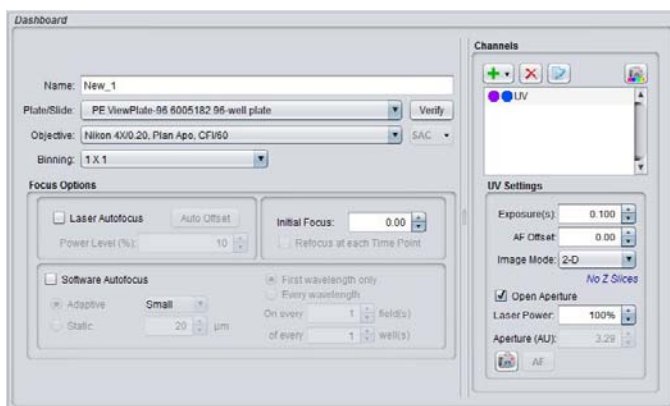 Dashboard
Name: New_1
Plate/Slide: PE ViewPlate-96 6005182 96-well plate Verify
Objective: Nikon 4X/0.20, Plan Apo, CFI/60 SAC
Binning: 1 X 1
Focus Options
Laser Autofocus Auto Offset
Power Level (%): 10
Initial Focus: 0.00
Refocus at each Time Point
Software Autofocus
Adaptive Small
Static 20 µm
First wavelength only
Every wavelength
On every 1 field(s)
of every 1 well(s)
Channels
UV
UV Settings
Exposure(s): 0.100
AF Offset: 0.00
Image Mode: 2-D
No Z Slices
Open Aperture
Laser Power: 100%
Aperture (AU): 3.29
AF